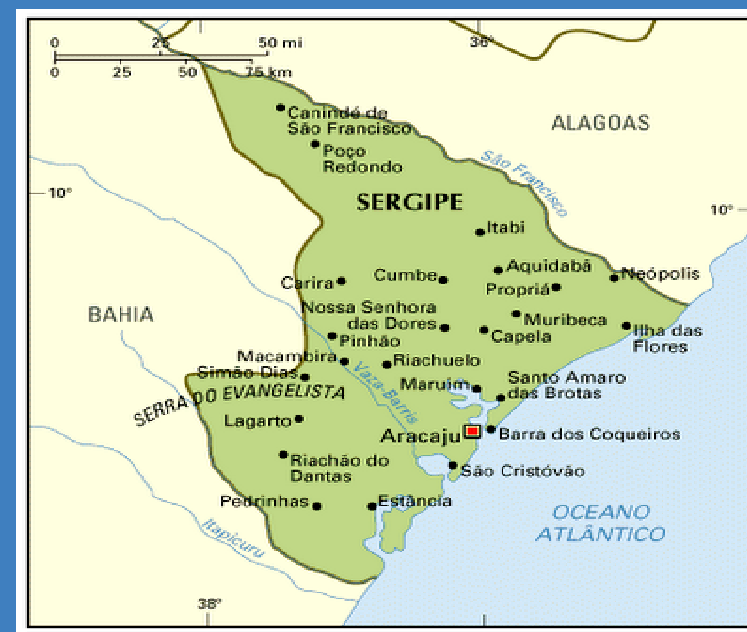 0 25 50 mi
0 25 50 75 km
36°
Canindé de
São Francisco
ALAGOAS
Poço
Redondo
São Francisco
10°
SERGIPE
10°
Itabi
Aquidabã
Neópolis
Carira
Cumbe
Propriá
BAHIA
Nossa Senhora
das Dores
Muribeca
Ilha das
Flores
Pinhão
Capela
Macambira
Riachuelo
Simão Dias
Vaza-Barris
Maruim
Santo Amaro
das Brotas
SERRA DO EVANGELISTA
Lagarto
Aracaju
Barra dos Coqueiros
Riachão do
Dantas
São Cristóvão
Pedrinhas
Estância
OCEANO
ATLÂNTICO
Itapicuru
38°